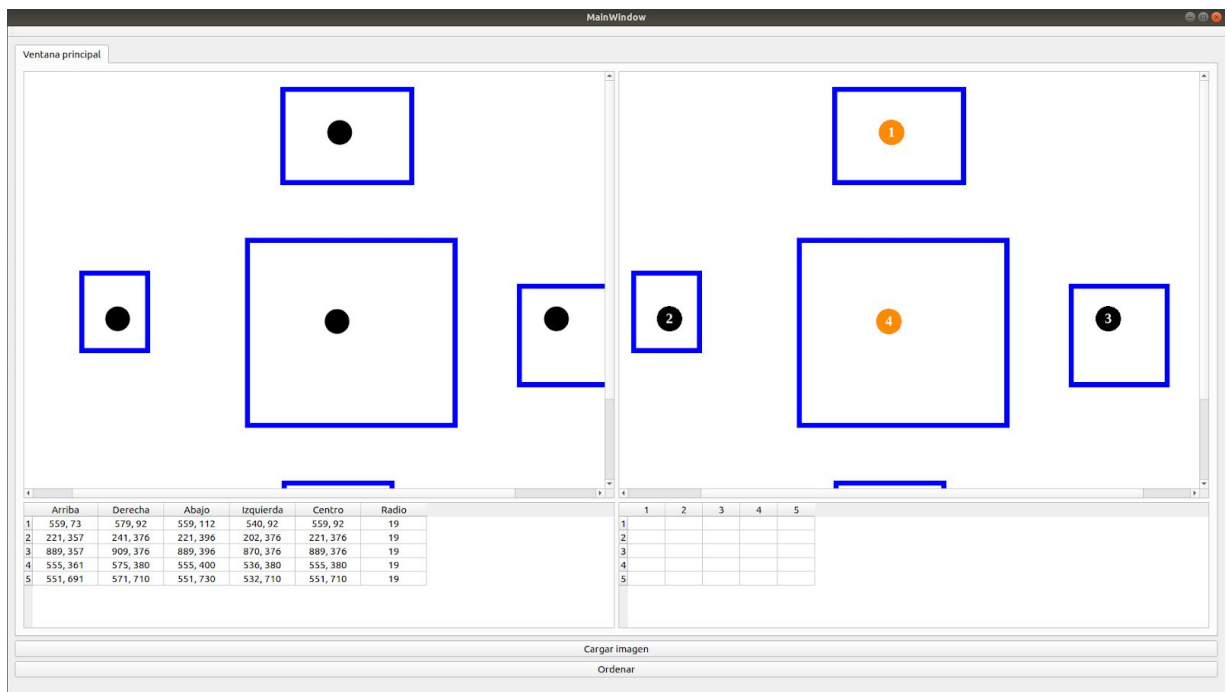 MainWindow
Ventana principal
1
2
4
3
Arriba Derecha Abajo Izquierda Centro Radio
1 559, 73 579, 92 559, 112 540, 92 559, 92 19
2 221, 357 241, 376 221, 396 202, 376 221, 376 19
3 889, 357 909, 376 889, 396 870, 376 889, 376 19
4 555, 361 575, 380 555, 400 536, 380 555, 380 19
5 551, 691 571, 710 551, 730 532, 710 551, 710 19
1 2 3 4 5
1
2
3
4
5
Cargar imagen
Ordenar